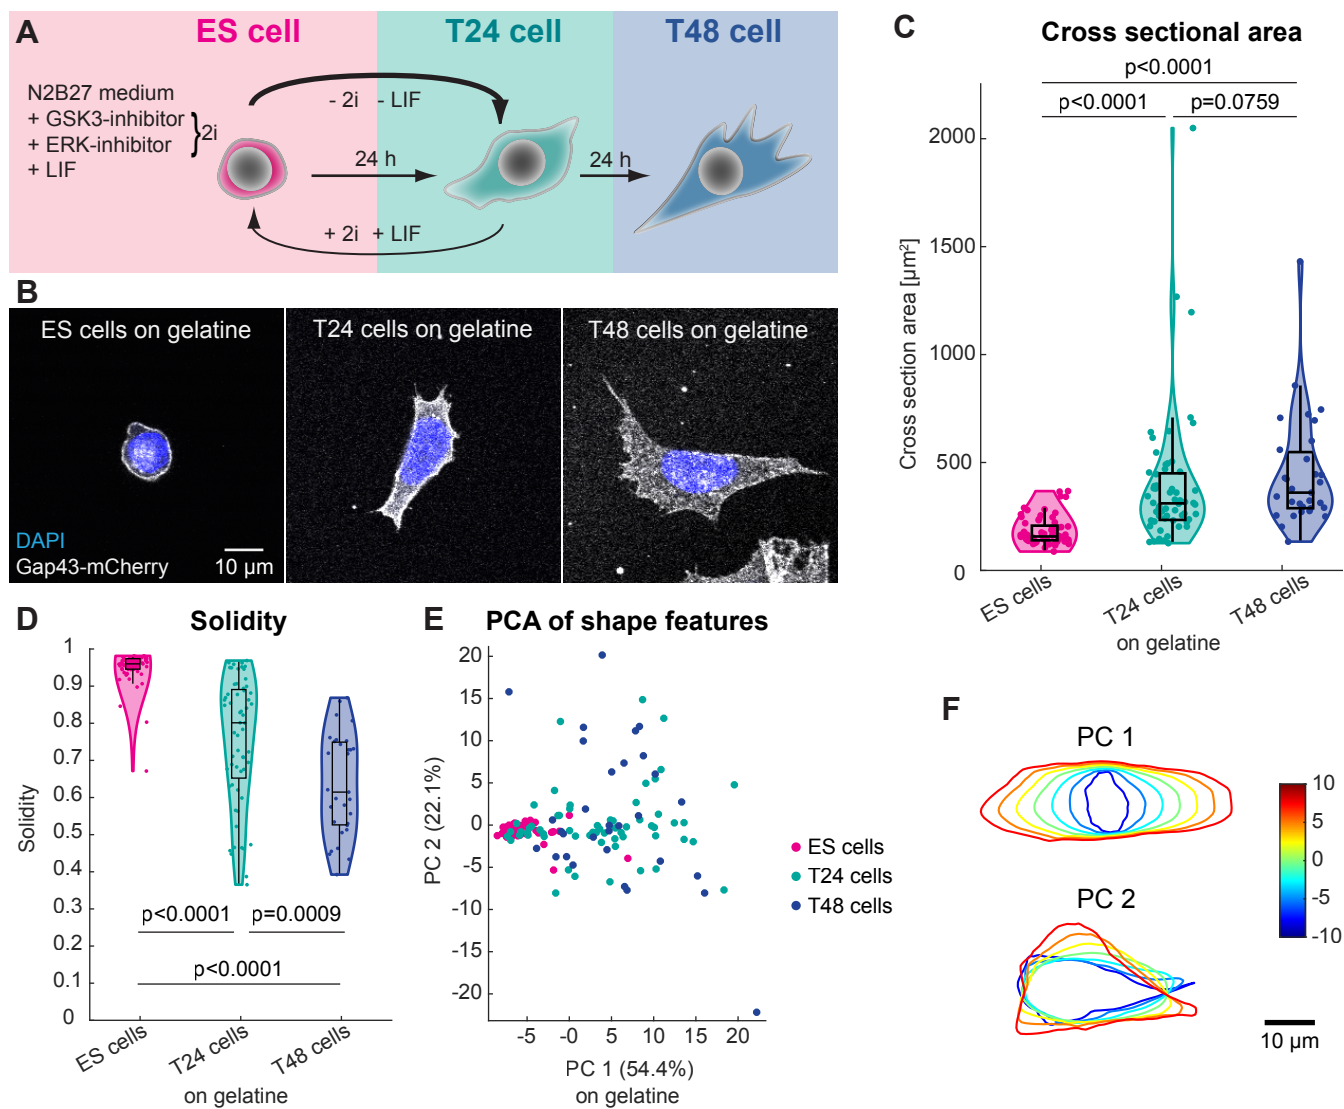 A
ES cell
T24 cell
T48 cell
N2B27 medium
+ GSK3-inhibitor
+ ERK-inhibitor
+ LIF
}2i
- 2i - LIF
24 h
24 h
+ 2i + LIF
B
ES cells on gelatine
T24 cells on gelatine
T48 cells on gelatine
DAPI
Gap43-mCherry
10 µm
C
Cross sectional area
p<0.0001
p<0.0001
p=0.0759
Cross section area [µm²]
2000
1500
1000
500
0
ES cells
T24 cells
T48 cells
on gelatine
D
Solidity
Solidity
1
0.9
0.8
0.7
0.6
0.5
0.4
0.3
0.2
0.1
0
p<0.0001
p=0.0009
p<0.0001
ES cells
T24 cells
T48 cells
on gelatine
E
PCA of shape features
PC 2 (22.1%)
20
15
10
5
0
-5
-10
-15
-20
-5
-0
5
10
15
20
PC 1 (54.4%)
on gelatine
ES cells
T24 cells
T48 cells
F
PC 1
PC 2
10
5
0
-5
-10
10 µm